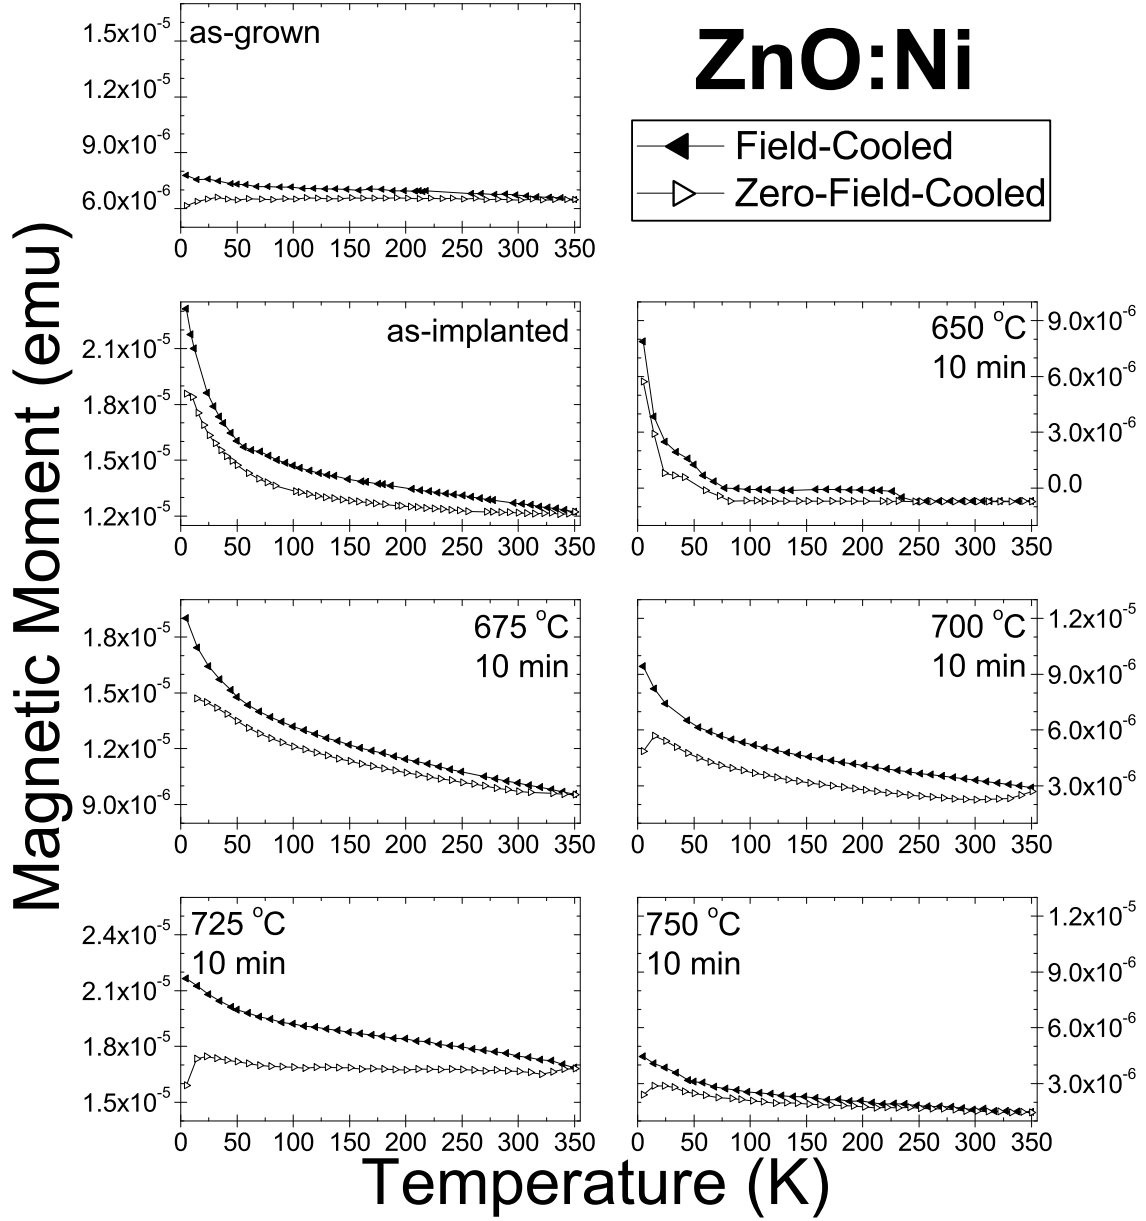 ZnO:Ni
Field-Cooled
Zero-Field-Cooled
Magnetic Moment (emu)
as-grown
1.5x10⁻⁵
1.2x10⁻⁵
9.0x10⁻⁶
6.0x10⁻⁶
0 50 100 150 200 250 300 350
as-implanted
2.1x10⁻⁵
1.8x10⁻⁵
1.5x10⁻⁵
1.2x10⁻⁵
0 50 100 150 200 250 300 350
650 °C
10 min
9.0x10⁻⁶
6.0x10⁻⁶
3.0x10⁻⁶
0.0
0 50 100 150 200 250 300 350
675 °C
10 min
1.8x10⁻⁵
1.5x10⁻⁵
1.2x10⁻⁵
9.0x10⁻⁶
0 50 100 150 200 250 300 350
700 °C
10 min
1.2x10⁻⁵
9.0x10⁻⁶
6.0x10⁻⁶
3.0x10⁻⁶
0 50 100 150 200 250 300 350
725 °C
10 min
2.4x10⁻⁵
2.1x10⁻⁵
1.8x10⁻⁵
1.5x10⁻⁵
0 50 100 150 200 250 300 350
750 °C
10 min
1.2x10⁻⁵
9.0x10⁻⁶
6.0x10⁻⁶
3.0x10⁻⁶
0 50 100 150 200 250 300 350
Temperature (K)